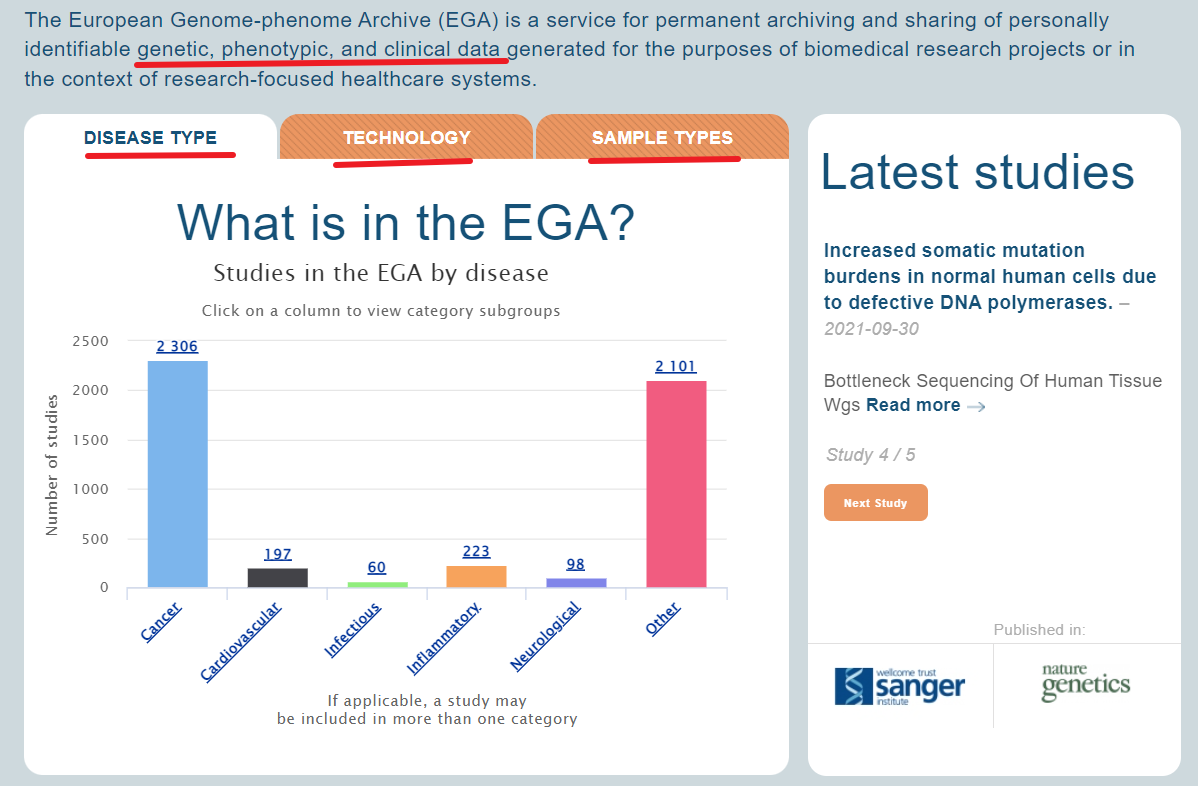 The European Genome-phenome Archive (EGA) is a service for permanent archiving and sharing of personally
identifiable genetic, phenotypic, and clinical data generated for the purposes of biomedical research projects or in
the context of research-focused healthcare systems.
DISEASE TYPE
TECHNOLOGY
SAMPLE TYPES
What is in the EGA?
Studies in the EGA by disease
Click on a column to view category subgroups
Number of studies
2500
2000
1500
1000
500
0
2 306
197
60
223
98
2 101
Cancer
Cardiovascular
Infectious
Inflammatory
Neurological
Other
If applicable, a study may
be included in more than one category
Latest studies
Increased somatic mutation
burdens in normal human cells due
to defective DNA polymerases. –
2021-09-30
Bottleneck Sequencing Of Human Tissue
Wgs Read more →
Study 4 / 5
Next Study
Published in:
wellcome trust
sanger
institute
nature
genetics